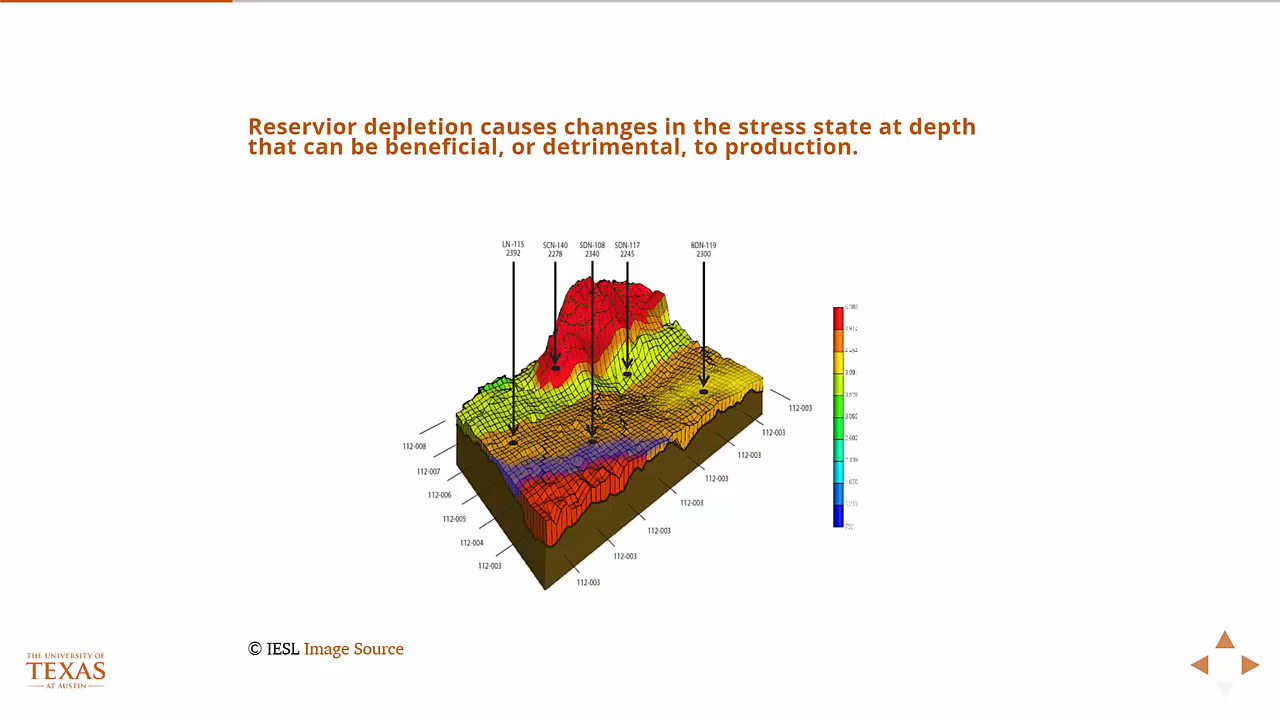 Reservior depletion causes changes in the stress state at depth
that can be beneficial, or detrimental, to production.
LN -115 SCN-140 SDN-108 SDN-117 8DN-119
2392 2278 2340 2245 2300
112-008
112-007
112-006
112-005
112-004
112-003
112-003
112-003
112-003
112-003
112-003
112-003
112-003
112-003
© IESL Image Source
THE UNIVERSITY OF
TEXAS
AT AUSTIN